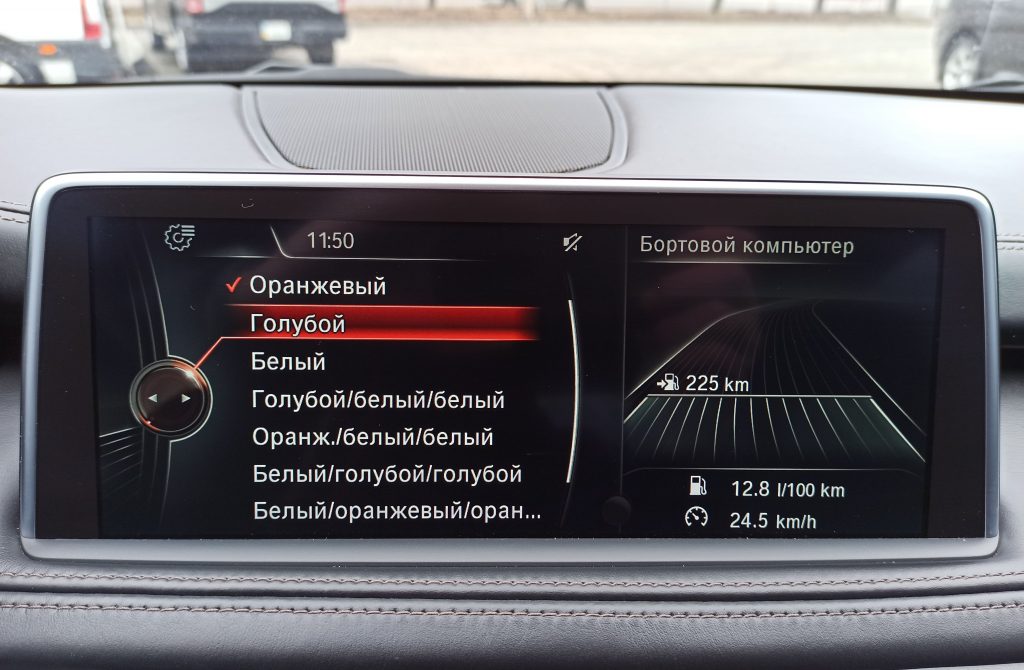 11:50
Оранжевый
Голубой
Белый
Голубой/белый/белый
Оранж./белый/белый
Белый/голубой/голубой
Белый/оранжевый/оран...
Бортовой компьютер
225 km
12.8 l/100 km
24.5 km/h